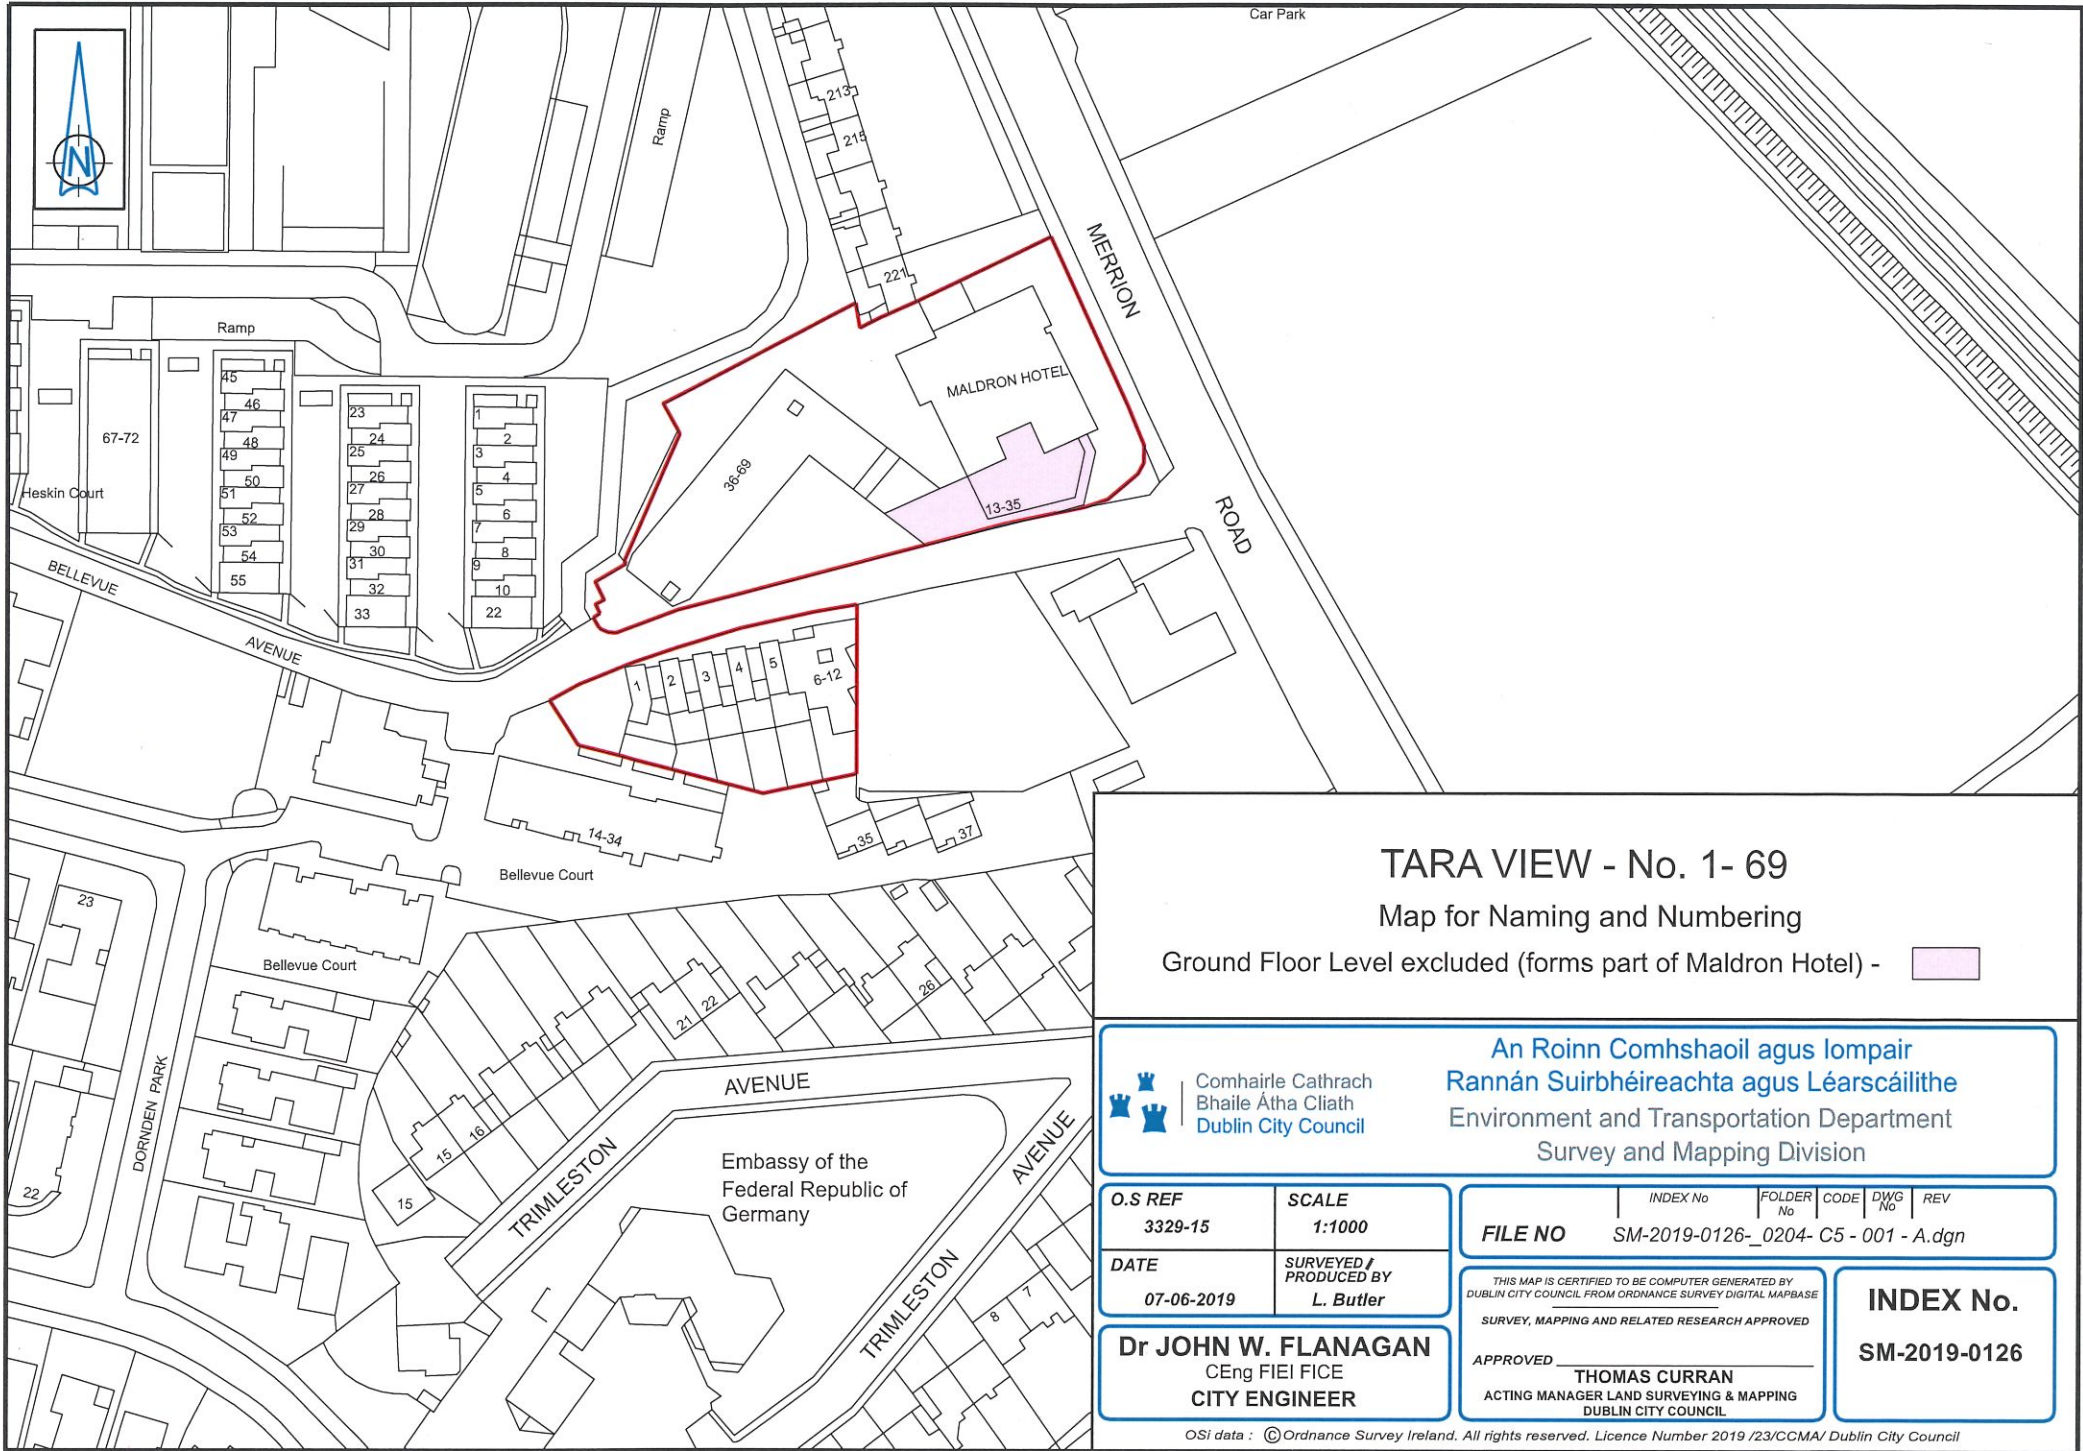 Car Park
N
213
215
Ramp
221
MERRION
ROAD
MALDRON HOTEL
13-35
36-69
Ramp
67-72
Heskin Court
45
46
47
48
49
50
51
52
53
54
55
23
24
25
26
27
28
29
30
31
32
33
1
2
3
4
5
6
7
8
9
10
22
BELLEVUE
AVENUE
1
2
3
4
5
6-12
14-34
35
37
Bellevue Court
Bellevue Court
23
22
DORNDEN PARK
15
15
16
21
22
26
TRIMLESTON
AVENUE
Embassy of the
Federal Republic of
Germany
TRIMLESTON
AVENUE
8
7
TARA VIEW - No. 1- 69
Map for Naming and Numbering
Ground Floor Level excluded (forms part of Maldron Hotel) -
Comhairle Cathrach
Bhaile Átha Cliath
Dublin City Council
An Roinn Comhshaoil agus Iompair
Rannán Suirbhéireachta agus Léarscáilithe
Environment and Transportation Department
Survey and Mapping Division
O.S REF
3329-15
SCALE
1:1000
DATE
07-06-2019
SURVEYED /
PRODUCED BY
L. Butler
INDEX No
FOLDER
No
CODE
DWG
No
REV
FILE NO SM-2019-0126-_0204- C5 - 001 - A.dgn
Dr JOHN W. FLANAGAN
CEng FIEI FICE
CITY ENGINEER
THIS MAP IS CERTIFIED TO BE COMPUTER GENERATED BY
DUBLIN CITY COUNCIL FROM ORDNANCE SURVEY DIGITAL MAPBASE
SURVEY, MAPPING AND RELATED RESEARCH APPROVED
APPROVED
THOMAS CURRAN
ACTING MANAGER LAND SURVEYING & MAPPING
DUBLIN CITY COUNCIL
INDEX No.
SM-2019-0126
OSi data : ©Ordnance Survey Ireland. All rights reserved. Licence Number 2019 /23/CCMA/ Dublin City Council